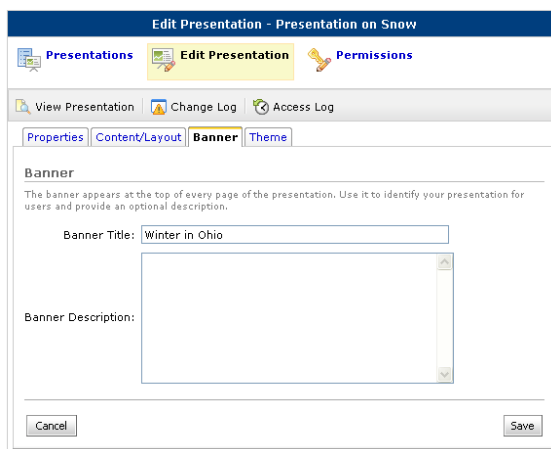 Edit Presentation - Presentation on Snow
Presentations Edit Presentation Permissions
View Presentation Change Log Access Log
Properties Content/Layout Banner Theme
Banner
The banner appears at the top of every page of the presentation. Use it to identify your presentation for
users and provide an optional description.
Banner Title: Winter in Ohio
Banner Description:
Cancel Save